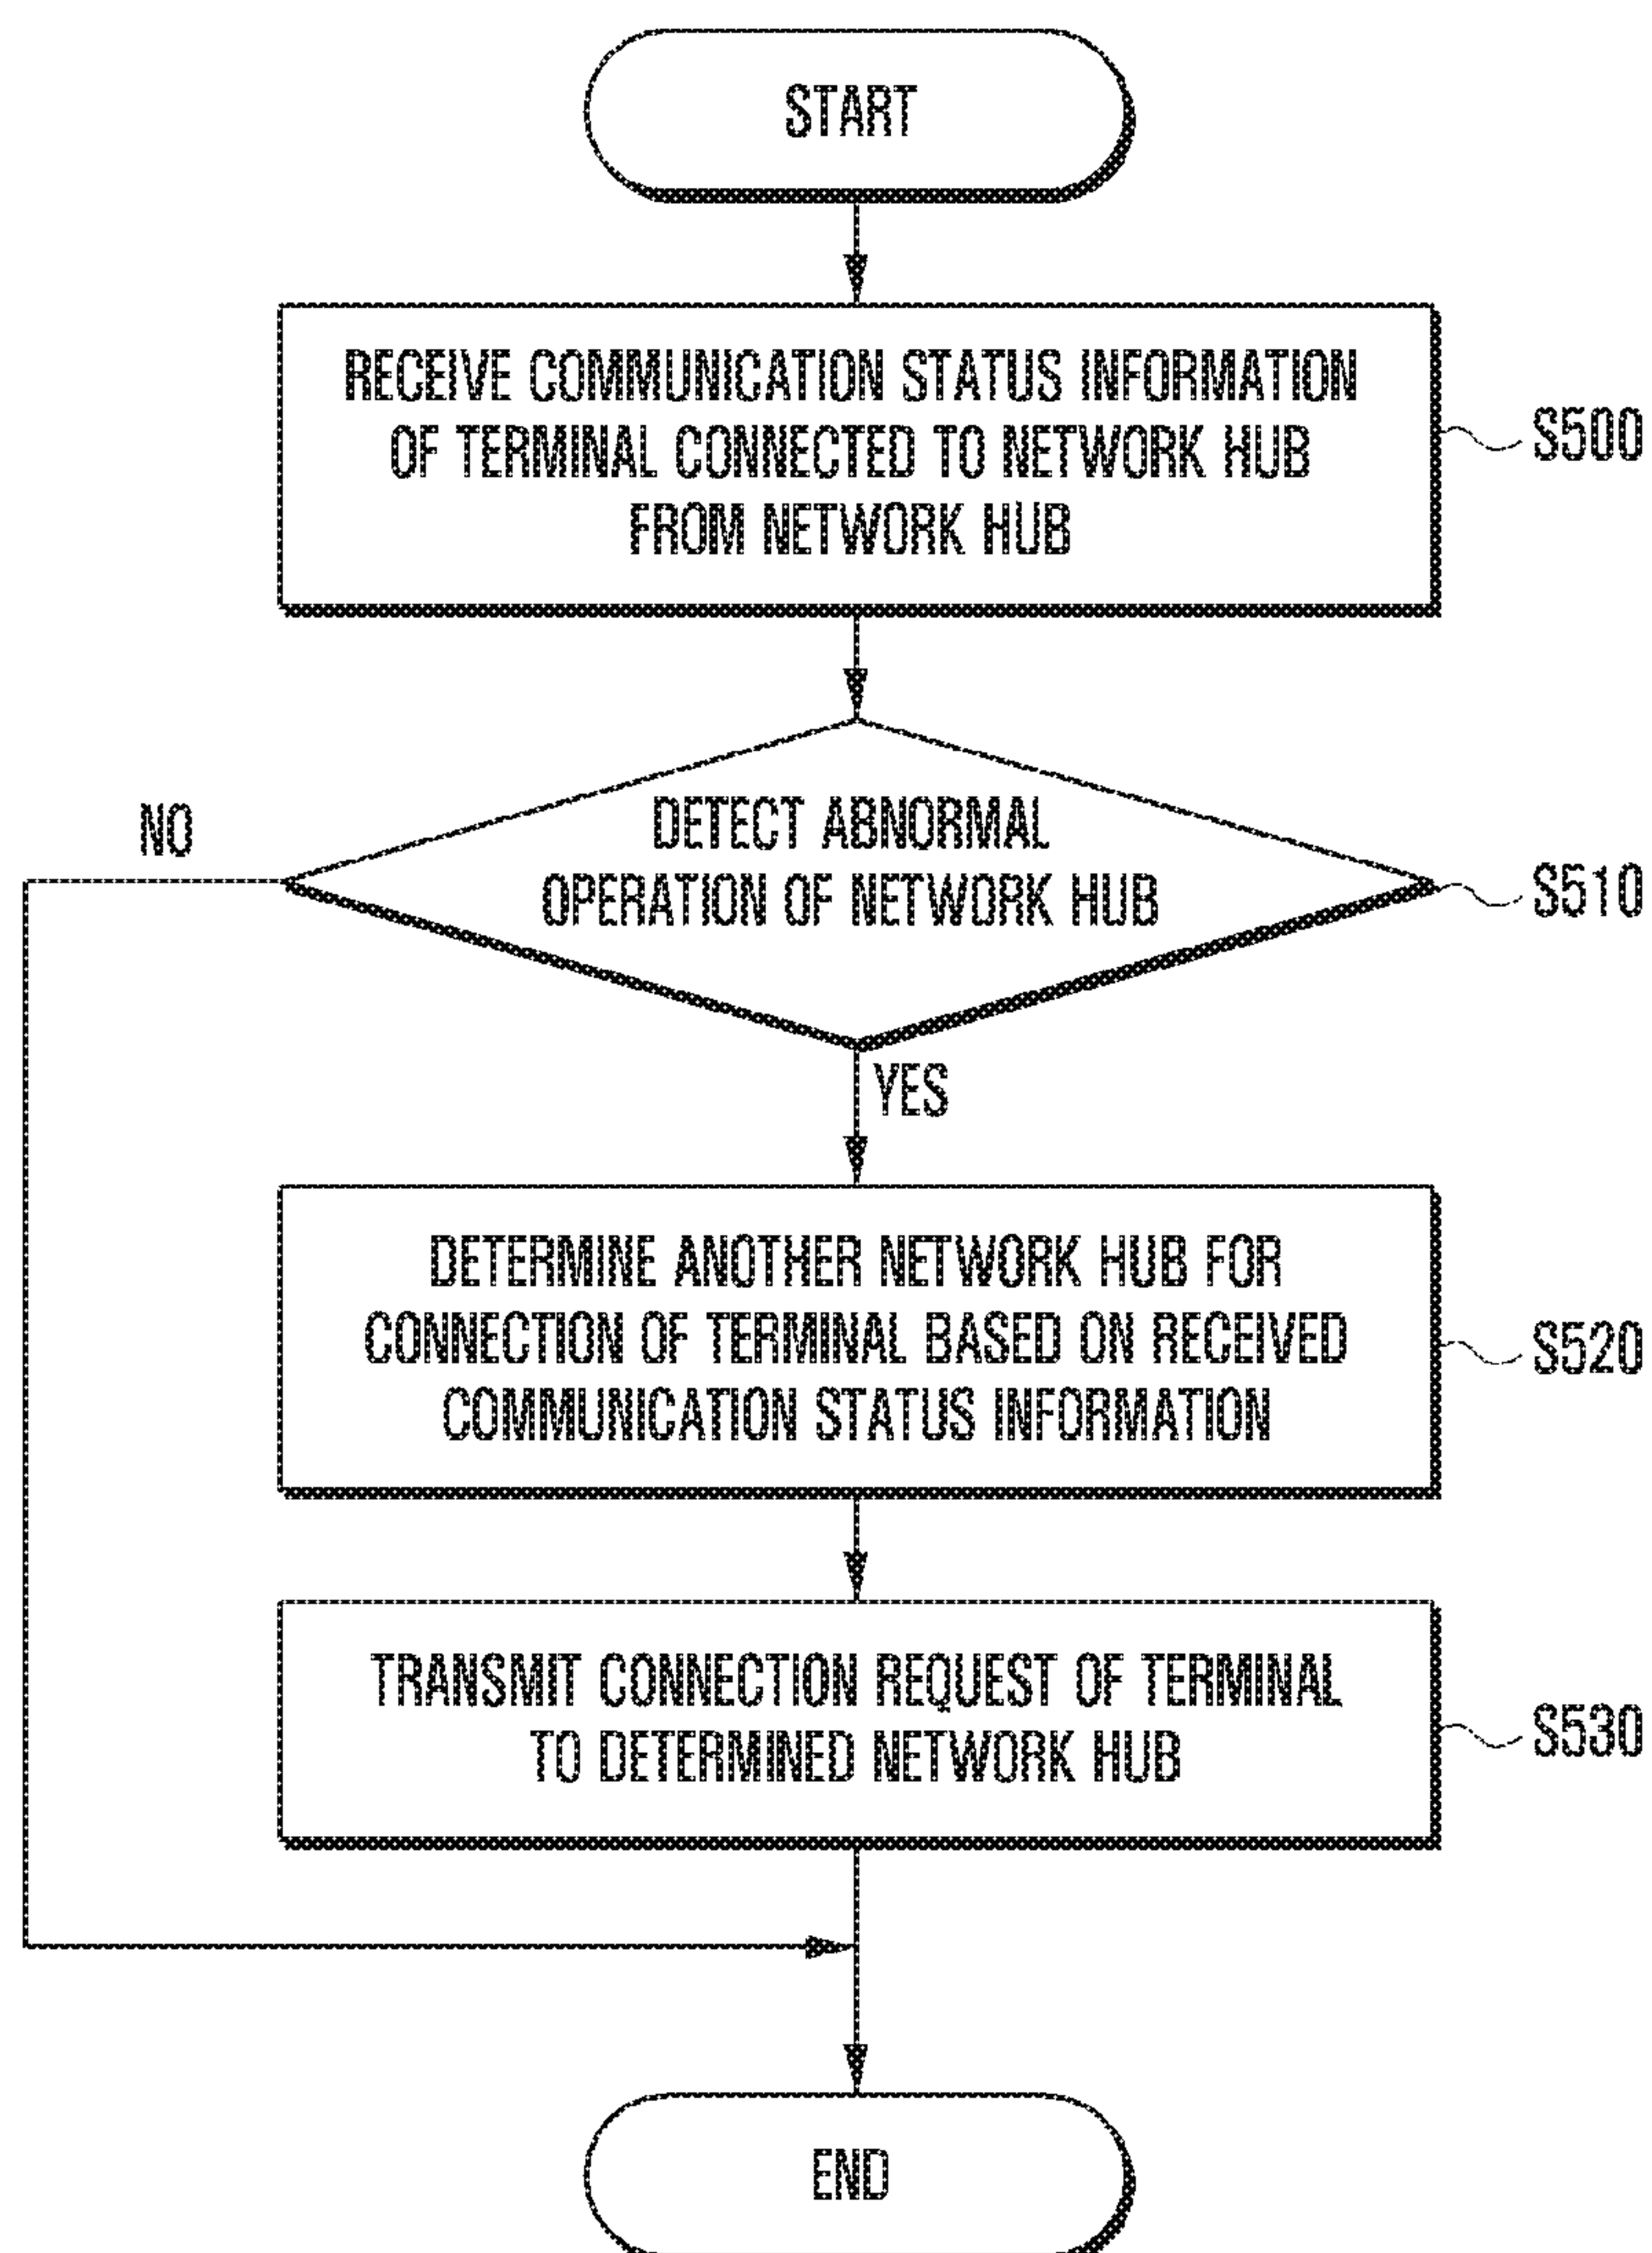 START
RECEIVE COMMUNICATION STATUS INFORMATION
OF TERMINAL CONNECTED TO NETWORK HUB
FROM NETWORK HUB
S500
NO
DETECT ABNORMAL
OPERATION OF NETWORK HUB
S510
YES
DETERMINE ANOTHER NETWORK HUB FOR
CONNECTION OF TERMINAL BASED ON RECEIVED
COMMUNICATION STATUS INFORMATION
S520
TRANSMIT CONNECTION REQUEST OF TERMINAL
TO DETERMINED NETWORK HUB
S530
END